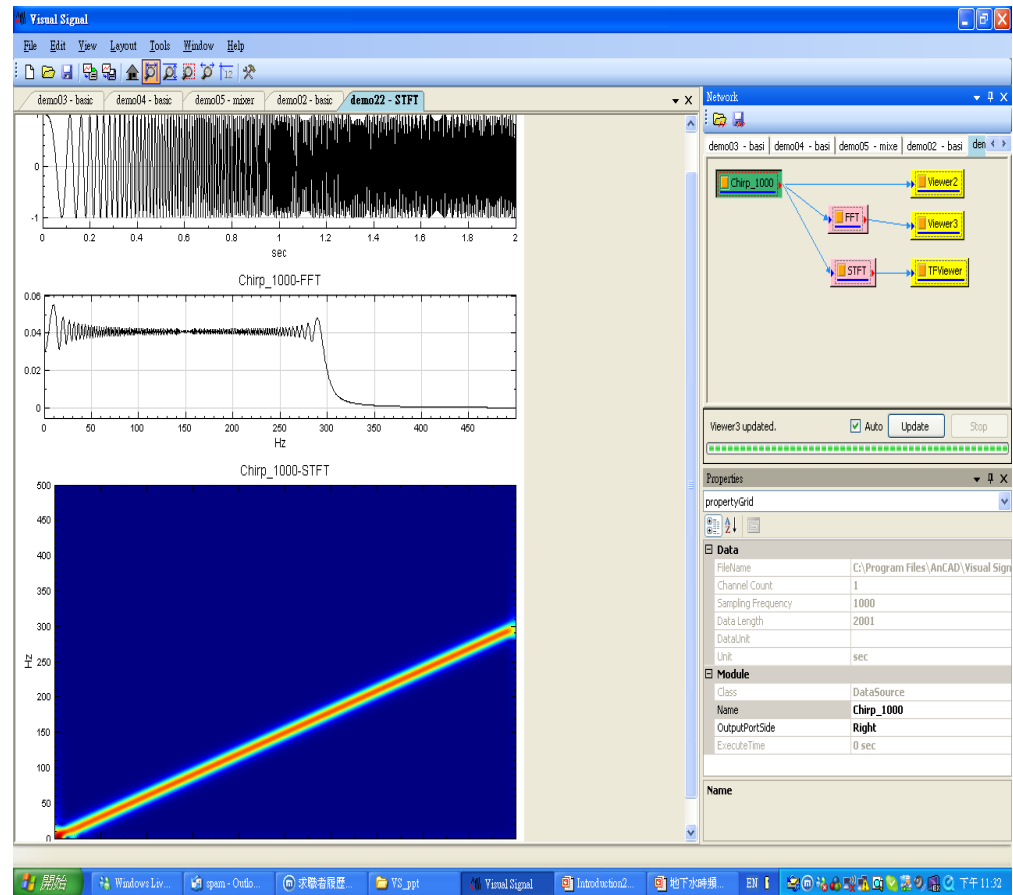 Visual Signal
File Edit View Layout Tools Window Help
12
demo03 - basic demo04 - basic demo05 - mixer demo02 - basic demo22 - STFT
0
-1
0 0.2 0.4 0.6 0.8 1 1.2 1.4 1.6 1.8 2
sec
Chirp_1000-FFT
0.06
0.04
0.02
0
0 50 100 150 200 250 300 350 400 450
Hz
Chirp_1000-STFT
500
450
400
350
300
250
200
150
100
50
0
Hz
Network
demo03 - basi demo04 - basi demo05 - mixe demo02 - basi den
Chirp_1000
Viewer2
FFT
Viewer3
STFT
TFViewer
Viewer3 updated. Auto Update Stop
Properties
propertyGrid
Data
FileName C:\Program Files\AnCAD\Visual Sign
Channel Count 1
Sampling Frequency 1000
Data Length 2001
DataUnit
Unit sec
Module
Class DataSource
Name Chirp_1000
OutputPortSide Right
ExecuteTime 0 sec
Name
開始 Windows Liv... spam - Outlo... 求職者履歷... VS_ppt Visual Signal Introduction2... 地下水時頻... EN 下午 11:32